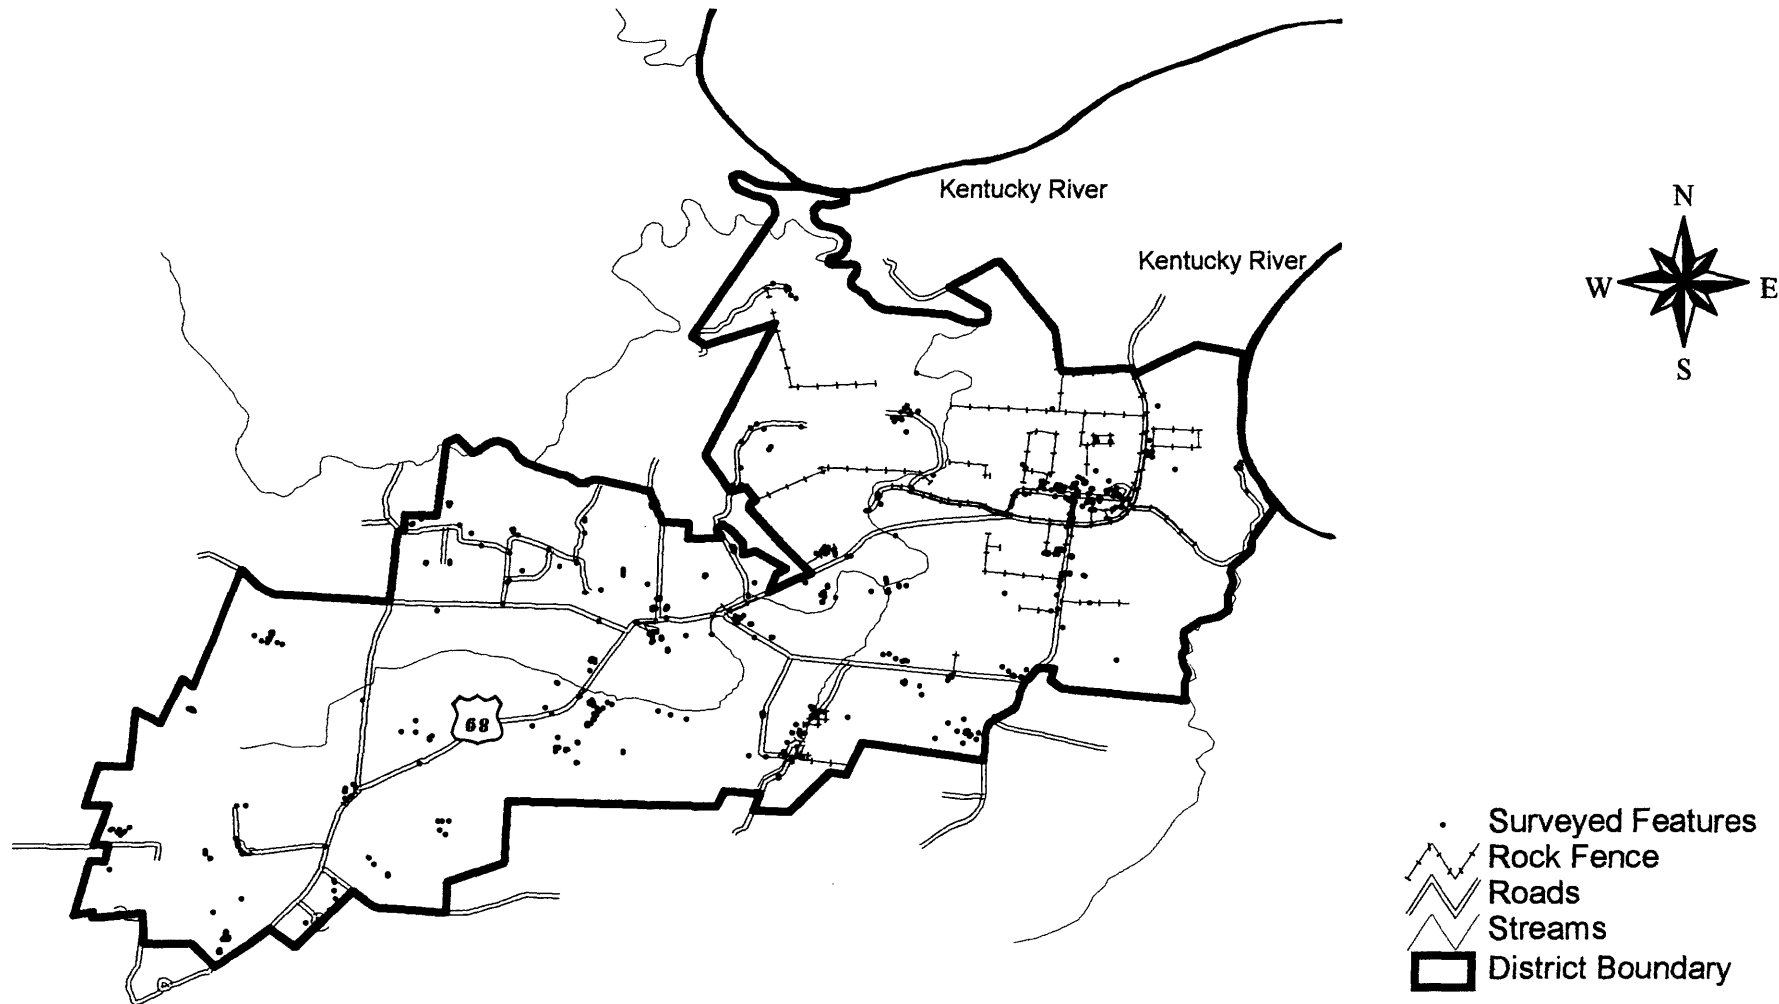 Kentucky River
N
Kentucky River
W
E
S
68
Surveyed Features
Rock Fence
Roads
Streams
District Boundary